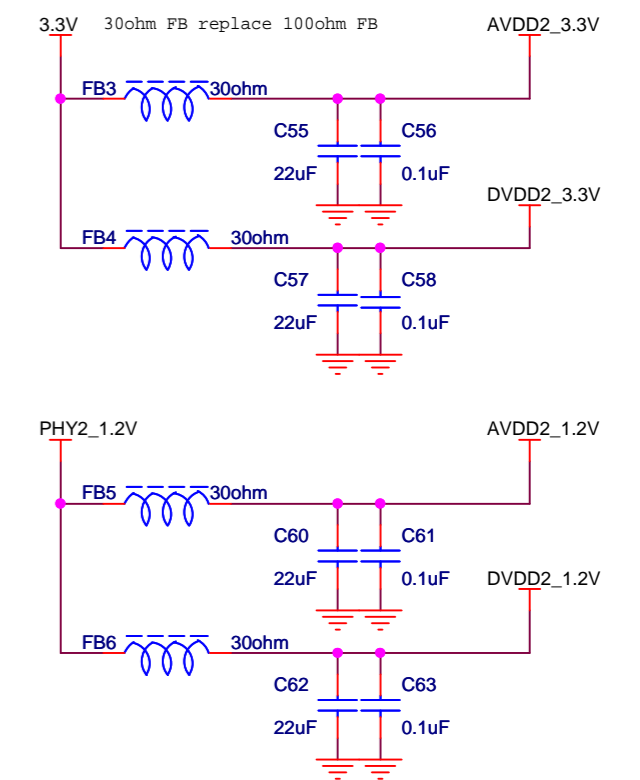 3.3V 30ohm FB replace 100ohm FB AVDD2_3.3V
FB3 30ohm
C55 C56
22uF 0.1uF
DVDD2_3.3V
FB4 30ohm
C57 C58
22uF 0.1uF
PHY2_1.2V AVDD2_1.2V
FB5 30ohm
C60 C61
22uF 0.1uF
DVDD2_1.2V
FB6 30ohm
C62 C63
22uF 0.1uF